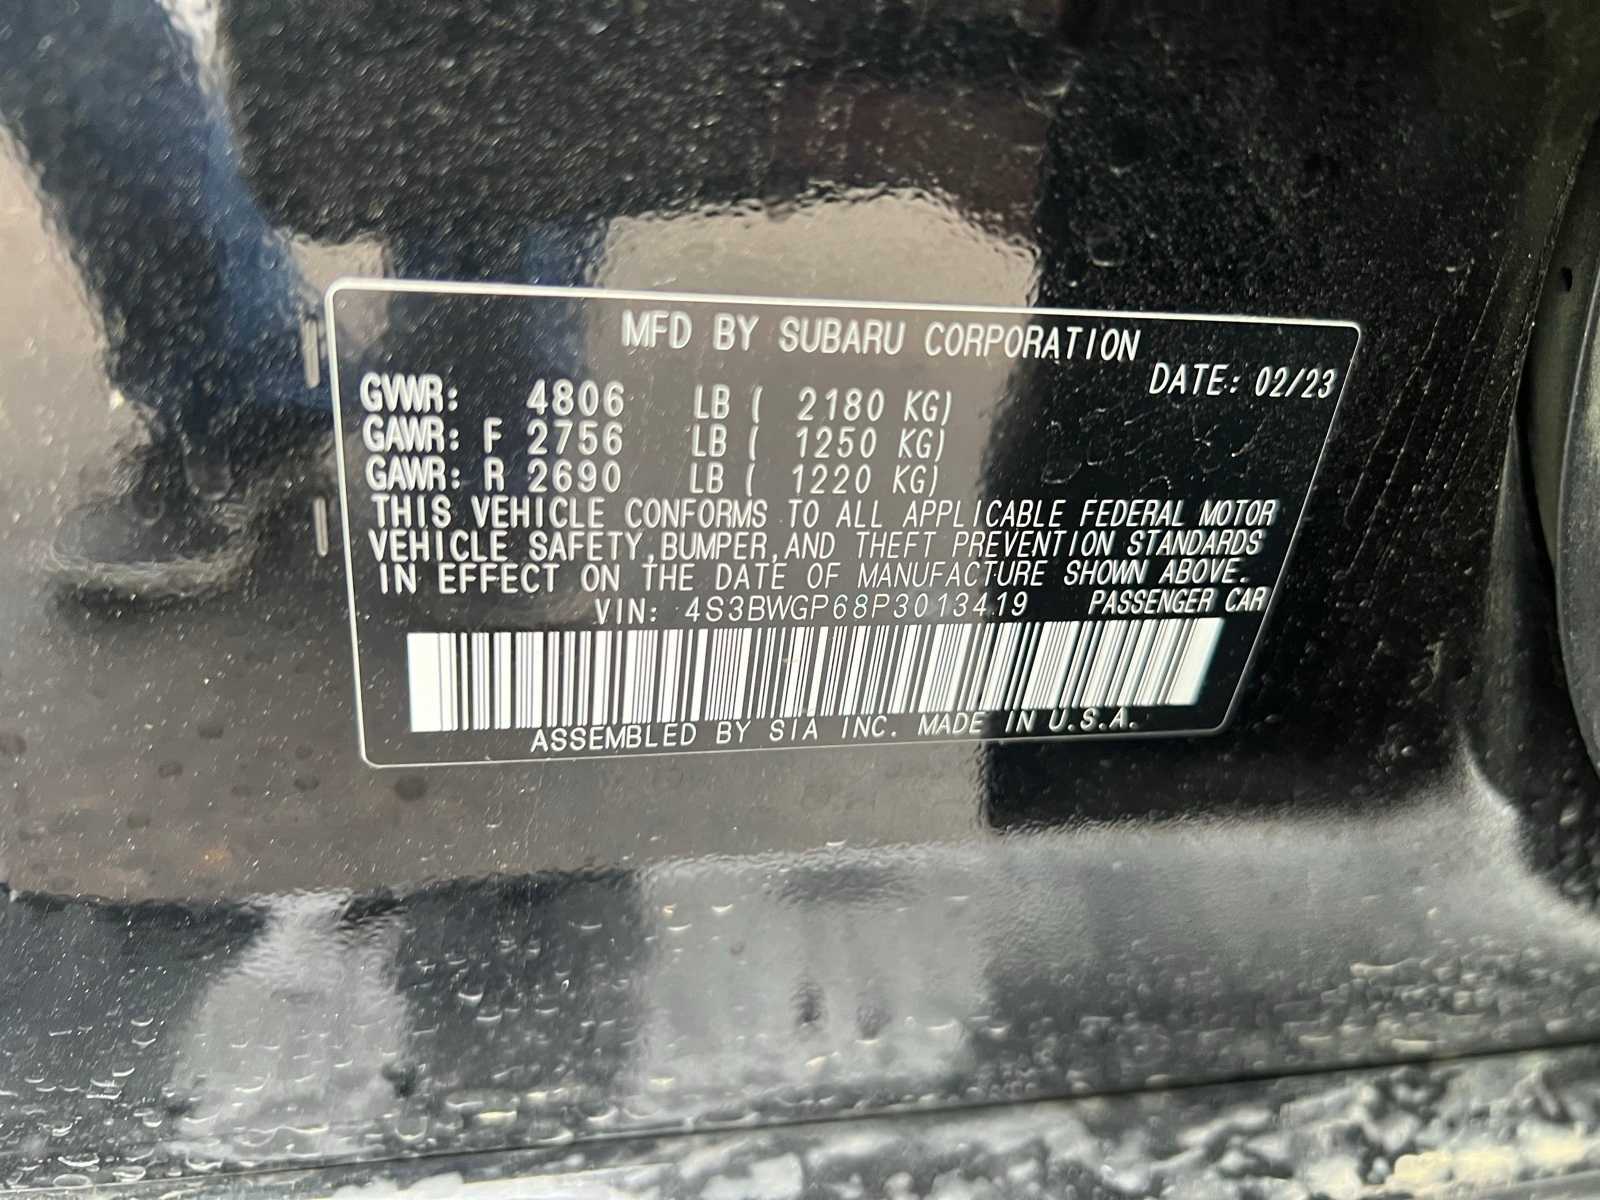 MFD BY SUBARU CORPORATION
DATE: 02/23
GVWR: 4806 LB ( 2180 KG)
GAWR: F 2756 LB ( 1250 KG)
GAWR: R 2690 LB ( 1220 KG)
THIS VEHICLE CONFORMS TO ALL APPLICABLE FEDERAL MOTOR
VEHICLE SAFETY, BUMPER, AND THEFT PREVENTION STANDARDS
IN EFFECT ON THE DATE OF MANUFACTURE SHOWN ABOVE.
VIN: 4S3BWGP68P3013419 PASSENGER CAR
ASSEMBLED BY SIA INC. MADE IN U.S.A.